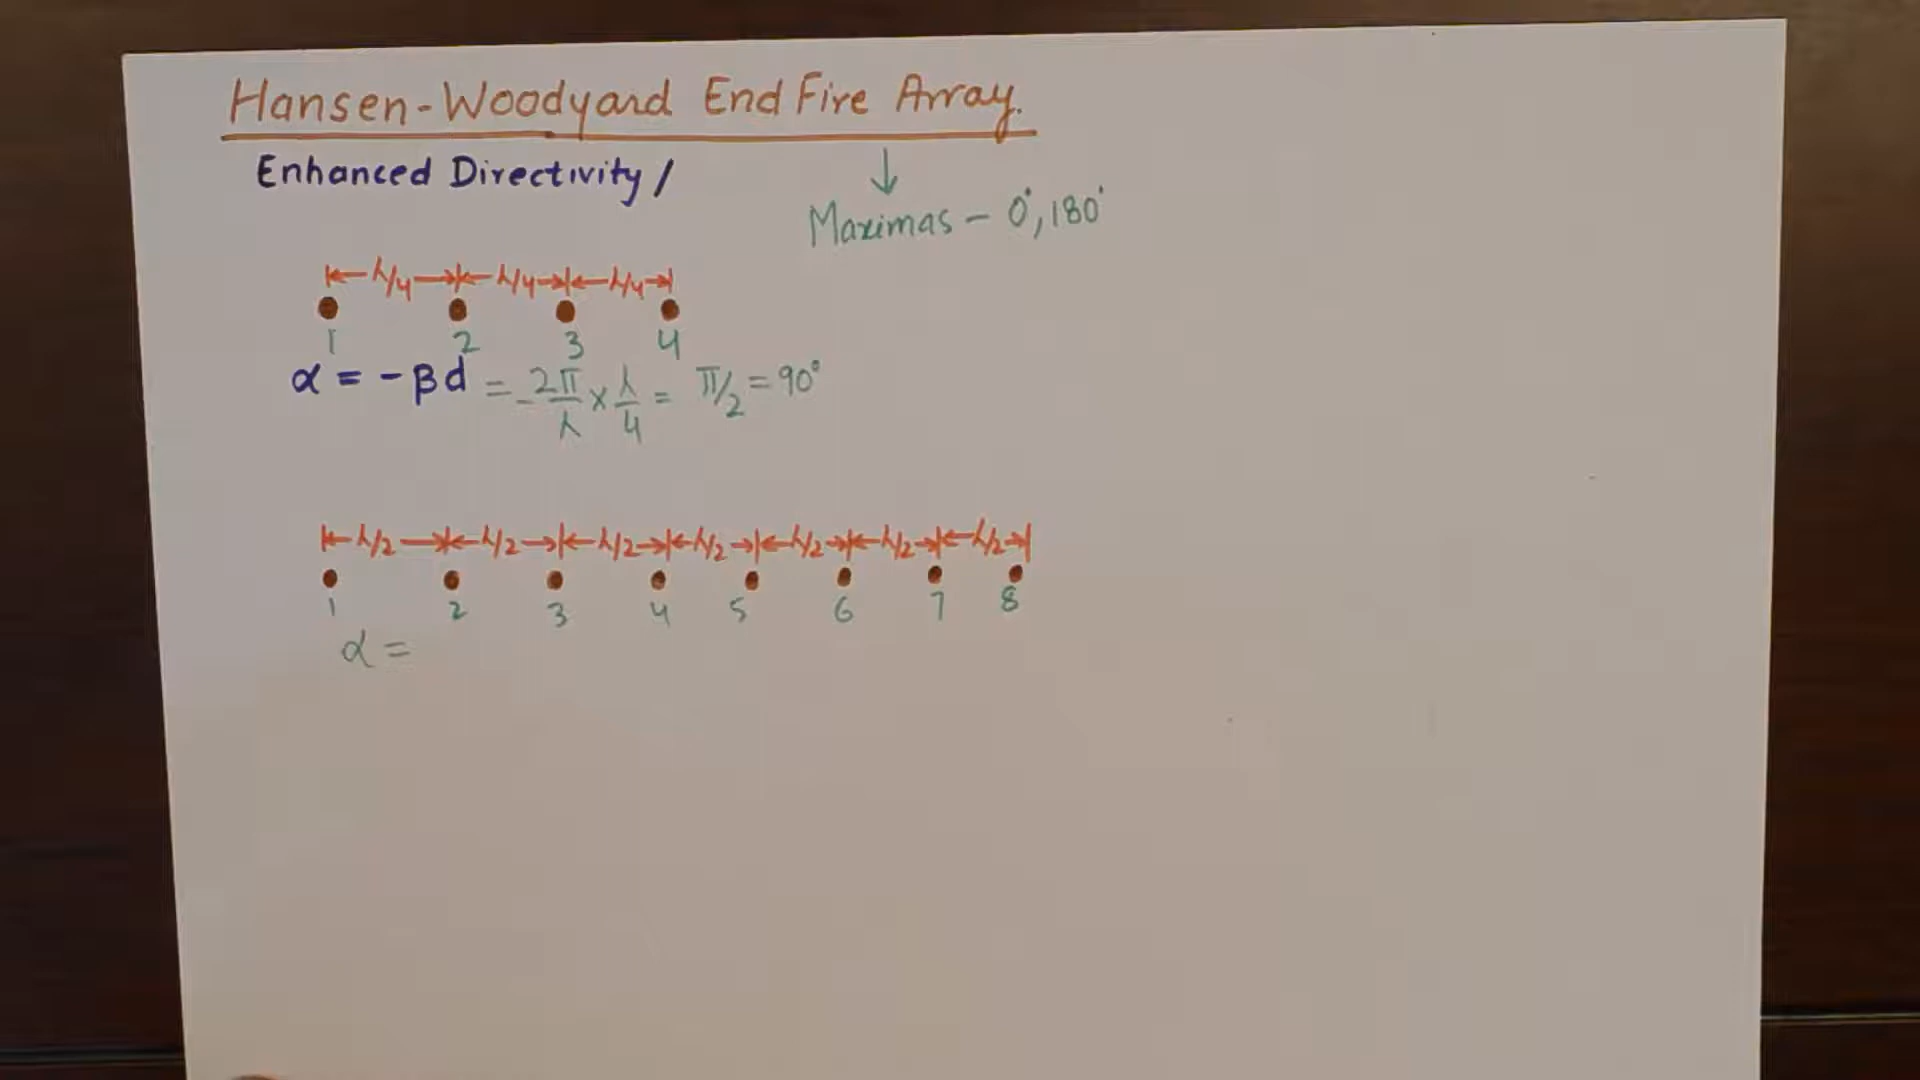 Hansen-Woodyard End Fire Array.
Enhanced Directivity /
↓
Maximas - 0°, 180°
λ/4 λ/4 λ/4
1 2 3 4
α = -βd = -2π/λ × λ/4 = π/2 = 90°
λ/2 λ/2 λ/2 λ/2 λ/2 λ/2 λ/2
1 2 3 4 5 6 7 8
α =